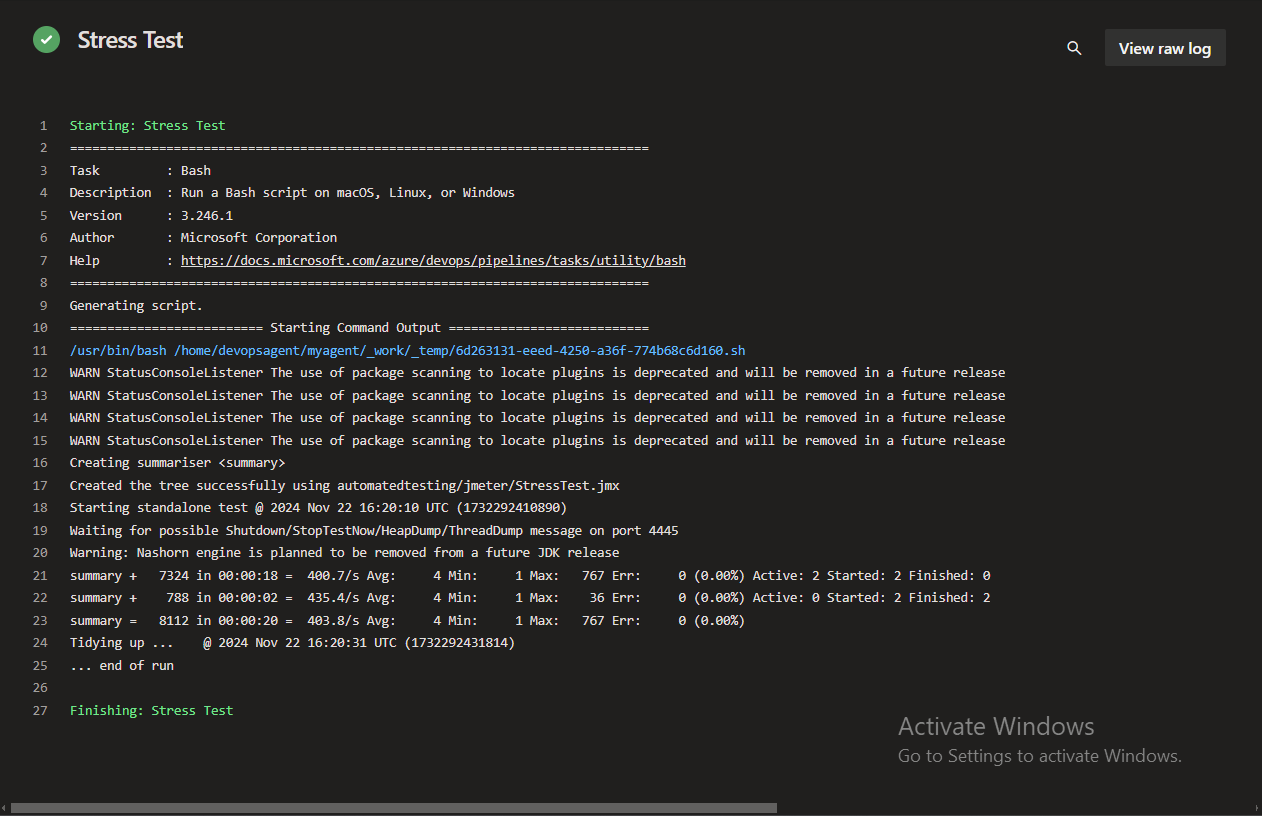 Stress Test
View raw log
1 Starting: Stress Test
2 ==============================================================================
3 Task         : Bash
4 Description  : Run a Bash script on macOS, Linux, or Windows
5 Version      : 3.246.1
6 Author       : Microsoft Corporation
7 Help         : https://docs.microsoft.com/azure/devops/pipelines/tasks/utility/bash
8 ==============================================================================
9 Generating script.
10 ========================== Starting Command Output ===========================
11 /usr/bin/bash /home/devopsagent/myagent/_work/_temp/6d263131-eeed-4250-a36f-774b68c6d160.sh
12 WARN StatusConsoleListener The use of package scanning to locate plugins is deprecated and will be removed in a future release
13 WARN StatusConsoleListener The use of package scanning to locate plugins is deprecated and will be removed in a future release
14 WARN StatusConsoleListener The use of package scanning to locate plugins is deprecated and will be removed in a future release
15 WARN StatusConsoleListener The use of package scanning to locate plugins is deprecated and will be removed in a future release
16 Creating summariser <summary>
17 Created the tree successfully using automatedtesting/jmeter/StressTest.jmx
18 Starting standalone test @ 2024 Nov 22 16:20:10 UTC (1732292410890)
19 Waiting for possible Shutdown/StopTestNow/HeapDump/ThreadDump message on port 4445
20 Warning: Nashorn engine is planned to be removed from a future JDK release
21 summary +   7324 in 00:00:18 =  400.7/s Avg:     4 Min:     1 Max:   767 Err:     0 (0.00%) Active: 2 Started: 2 Finished: 0
22 summary +    788 in 00:00:02 =  435.4/s Avg:     4 Min:     1 Max:    36 Err:     0 (0.00%) Active: 0 Started: 2 Finished: 2
23 summary =   8112 in 00:00:20 =  403.8/s Avg:     4 Min:     1 Max:   767 Err:     0 (0.00%)
24 Tidying up ...    @ 2024 Nov 22 16:20:31 UTC (1732292431814)
25 ... end of run
26
27 Finishing: Stress Test
Activate Windows
Go to Settings to activate Windows.